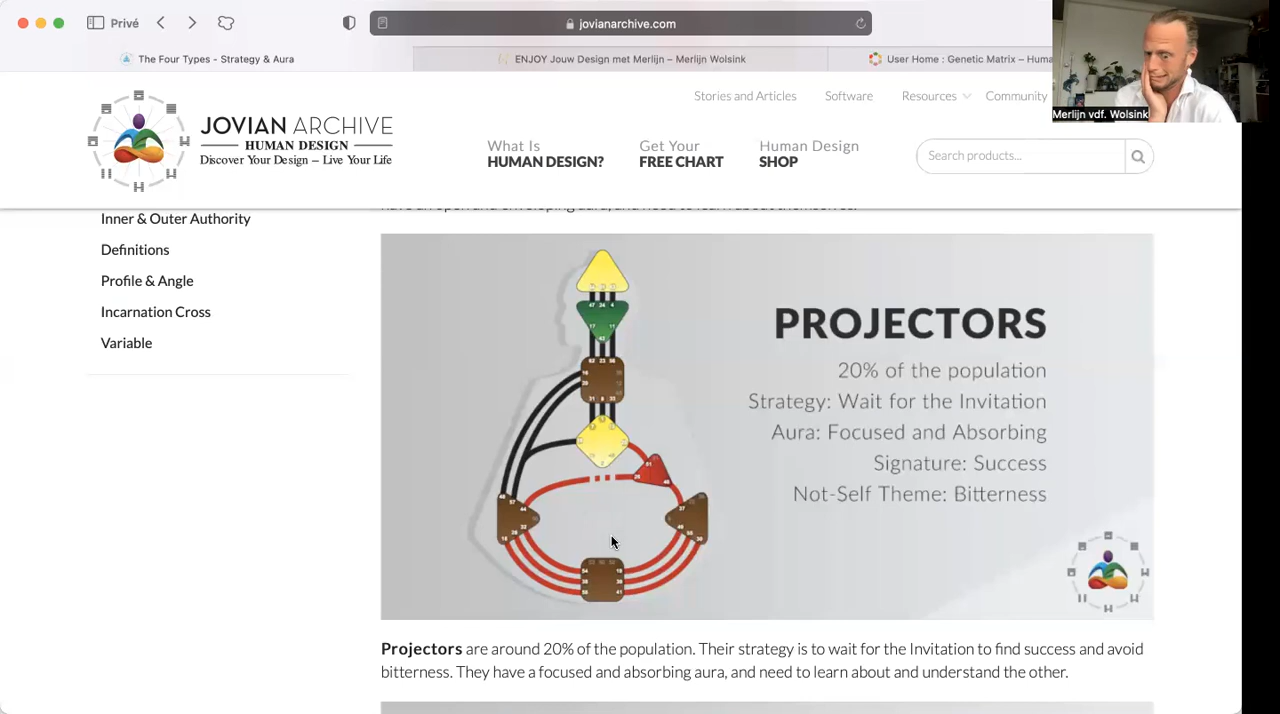 Privé
jovianarchive.com
The Four Types - Strategy & Aura
ENJOY Jouw Design met Merlijn – Merlijn Wolsink
User Home : Genetic Matrix – Huma
Merlijn vdf. Wolsink
Stories and Articles
Software
Resources
Community
JOVIAN ARCHIVE
HUMAN DESIGN
Discover Your Design – Live Your Life
What Is
HUMAN DESIGN?
Get Your
FREE CHART
Human Design
SHOP
Search products...
Inner & Outer Authority
Definitions
Profile & Angle
Incarnation Cross
Variable
PROJECTORS
20% of the population
Strategy: Wait for the Invitation
Aura: Focused and Absorbing
Signature: Success
Not-Self Theme: Bitterness
Projectors are around 20% of the population. Their strategy is to wait for the Invitation to find success and avoid
bitterness. They have a focused and absorbing aura, and need to learn about and understand the other.